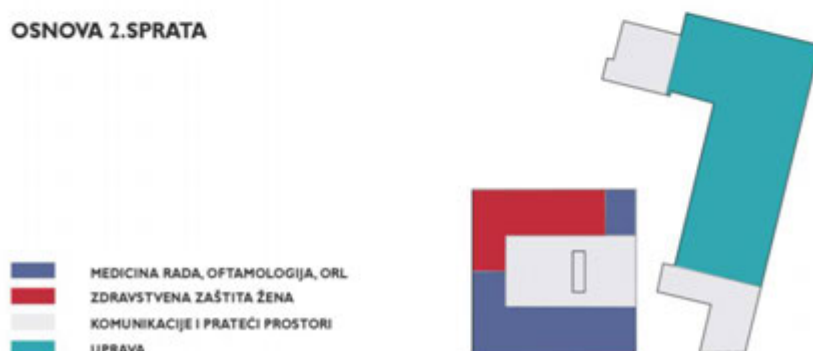 OSNOVA 2.SPRATA
MEDICINA RADA, OFTAMOLOGIJA, ORL
ZDRAVSTVENA ZAŠTITA ŽENA
KOMUNIKACIJE I PRATEĆI PROSTORI
UPRAVA